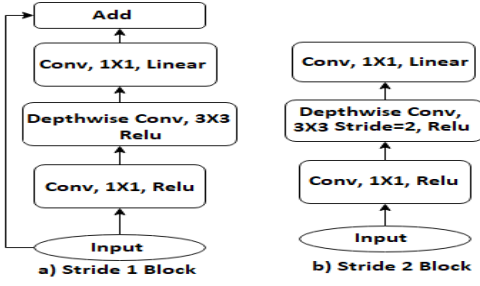 Add
Conv, 1X1, Linear
Depthwise Conv, 3X3
Relu
Conv, 1X1, Relu
Input
a) Stride 1 Block
Conv, 1X1, Linear
Depthwise Conv,
3X3 Stride=2, Relu
Conv, 1X1, Relu
Input
b) Stride 2 Block